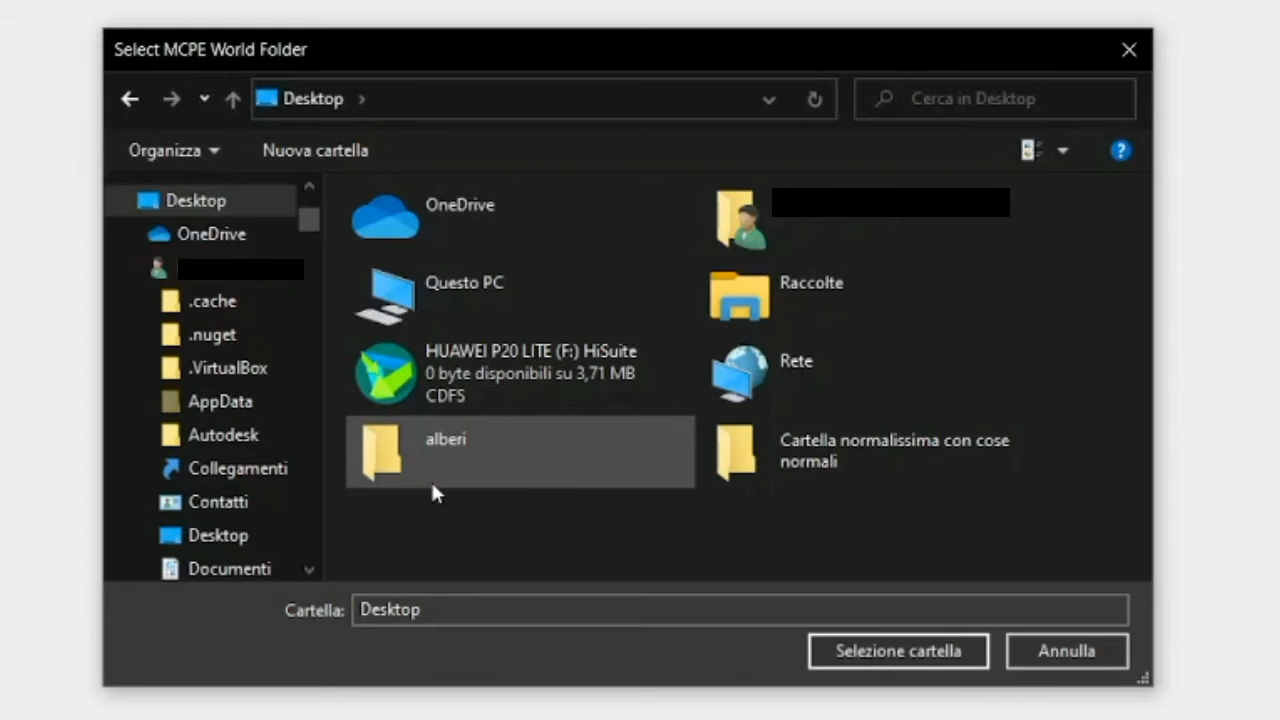 Select MCPE World Folder
Desktop
Cerca in Desktop
Organizza
Nuova cartella
?
Desktop
OneDrive
.cache
.nuget
.VirtualBox
AppData
Autodesk
Collegamenti
Contatti
Desktop
Documenti
OneDrive
Questo PC
Raccolte
HUAWEI P20 LITE (F:) HiSuite
0 byte disponibili su 3,71 MB
CDFS
Rete
alberi
Cartella normalissima con cose
normali
Cartella:
Desktop
Selezione cartella
Annulla